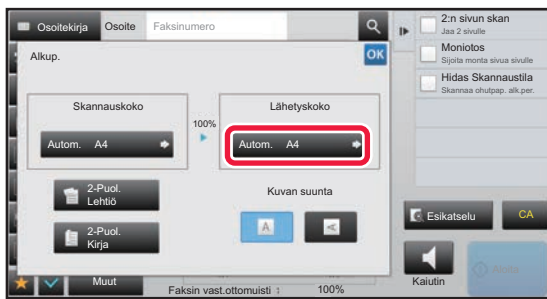 Osoitekirja
Osoite
Faksinumero
Alkup.
OK
Skannauskoko
100%
Lähetyskoko
Autom. A4
Autom. A4
2-Puol.
Lehtiö
2-Puol.
Kirja
Kuvan suunta
A
A
2:n sivun skan
Jaa 2 sivulle
Moniotos
Sijoita monta sivua sivulle
Hidas Skannaustila
Skannaa ohutpap. alk.per.
Esikatselu
CA
Kaiutin
Aloita
Muut
Faksin vast.ottomuisti :
100%